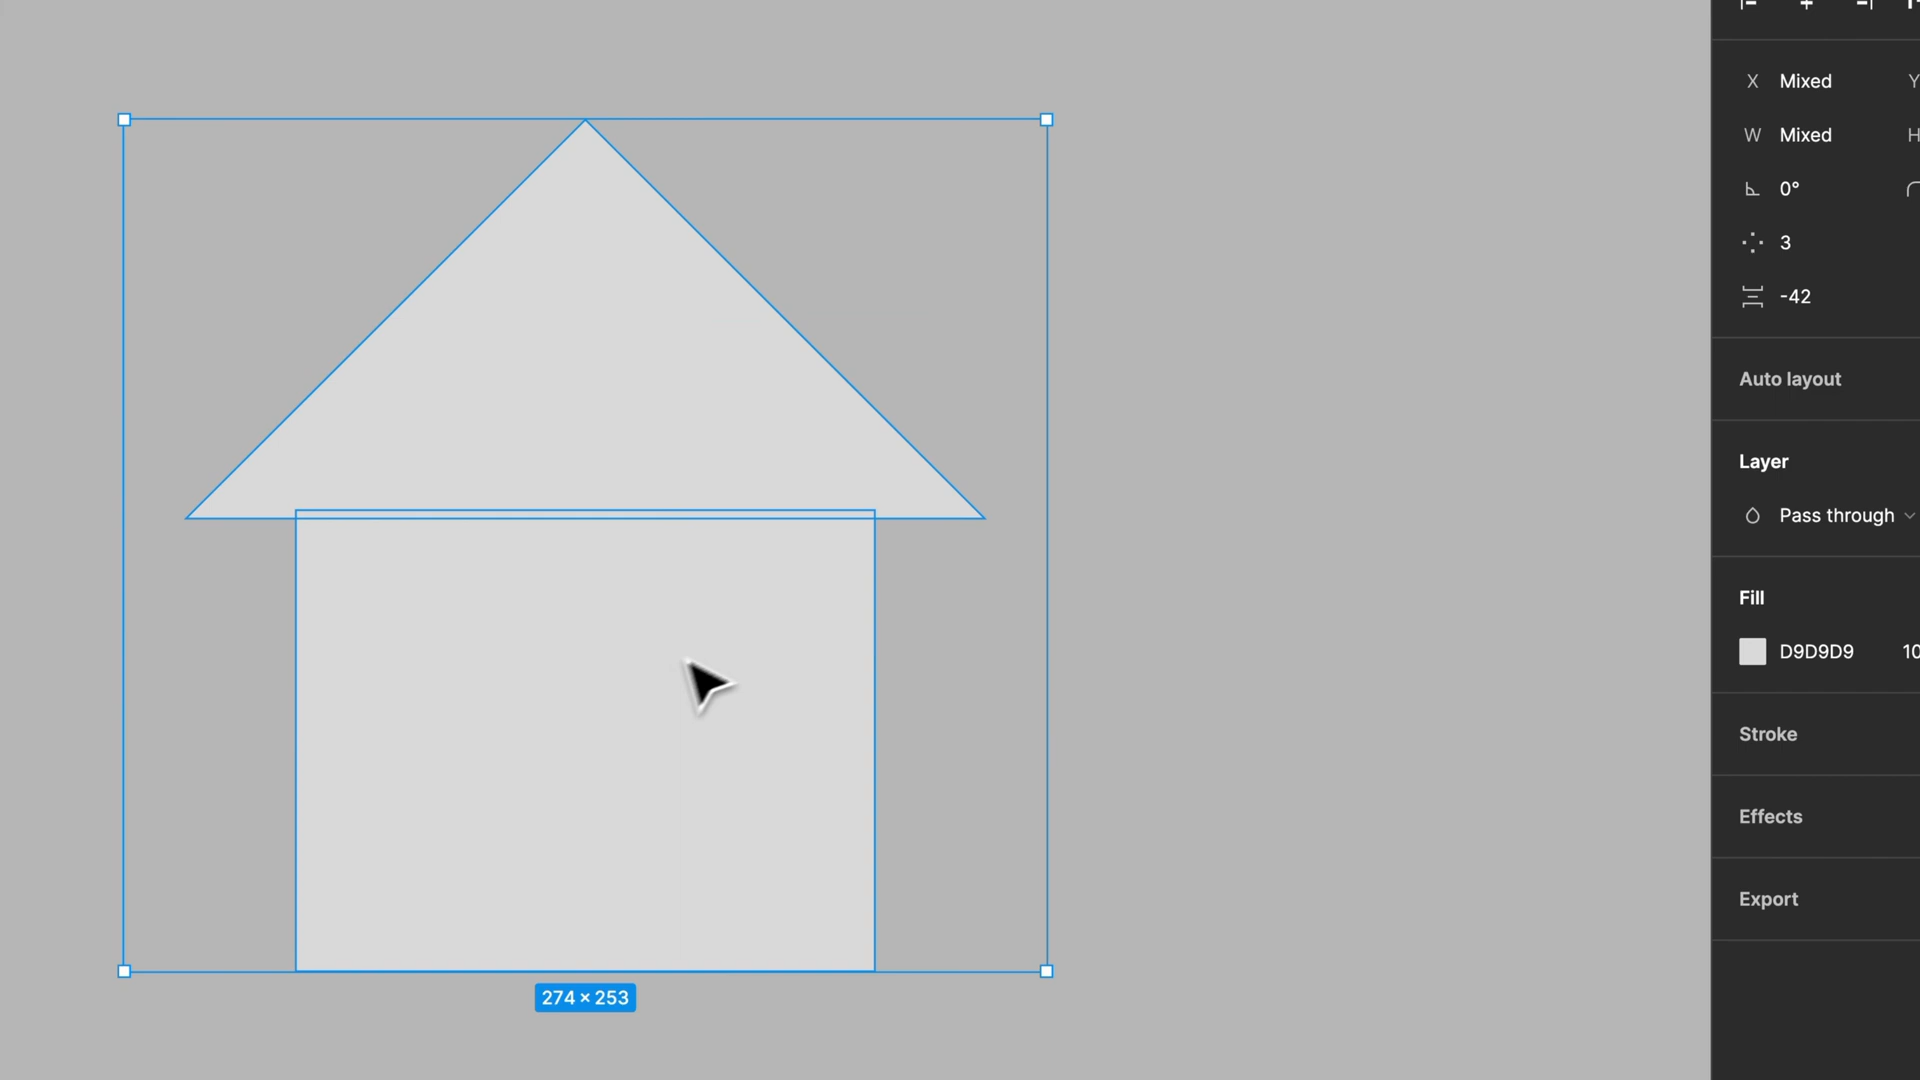 X Mixed Y
W Mixed H
0°
3
-42
Auto layout
Layer
Pass through
Fill
D9D9D9 10
Stroke
Effects
Export
274 × 253